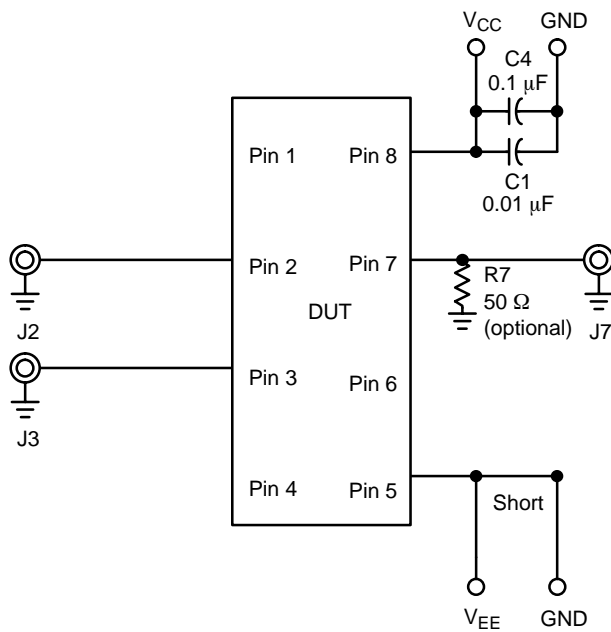 VCC
GND
C4
0.1 μF
Pin 1
Pin 8
C1
0.01 μF
Pin 2
Pin 7
R7
50 Ω
(optional)
DUT
J2
J7
Pin 3
Pin 6
J3
Pin 4
Pin 5
Short
VEE
GND